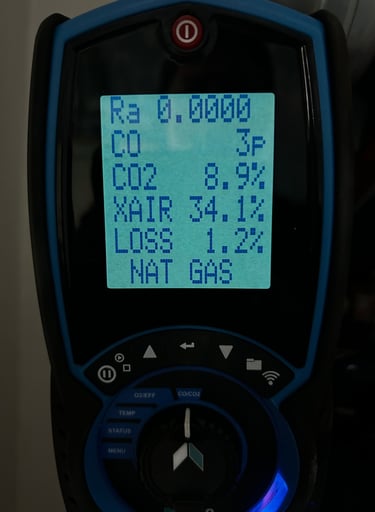 Ra 0.0000
CO 3P
CO2 8.9%
XAIR 34.1%
LOSS 1.2%
NAT GAS
O2/EFF CO/CO2
TEMP
STATUS
MENU